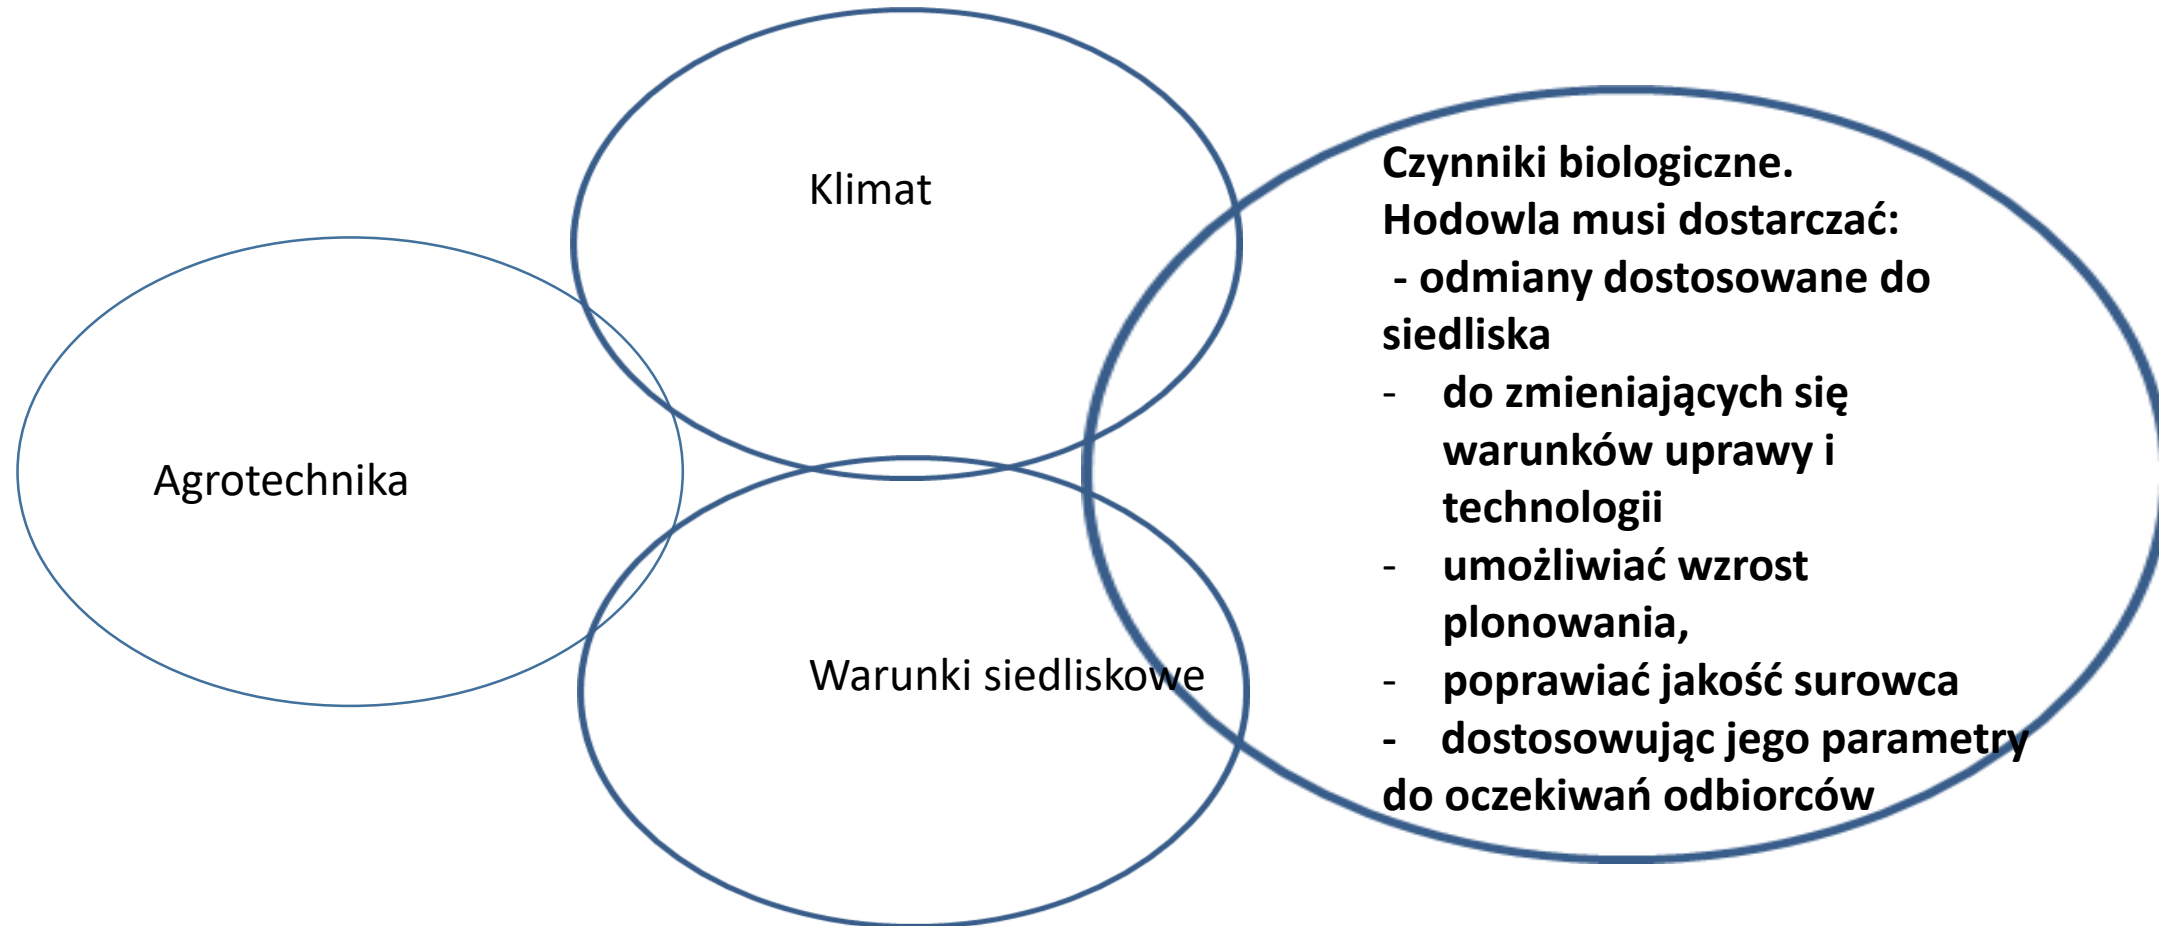 Klimat
Agrotechnika
Warunki siedliskowe
Czynniki biologiczne.
Hodowla musi dostarczać:
- odmiany dostosowane do
siedliska
- do zmieniających się
warunków uprawy i
technologii
- umożliwiać wzrost
plonowania,
- poprawiać jakość surowca
- dostosowując jego parametry
do oczekiwań odbiorców